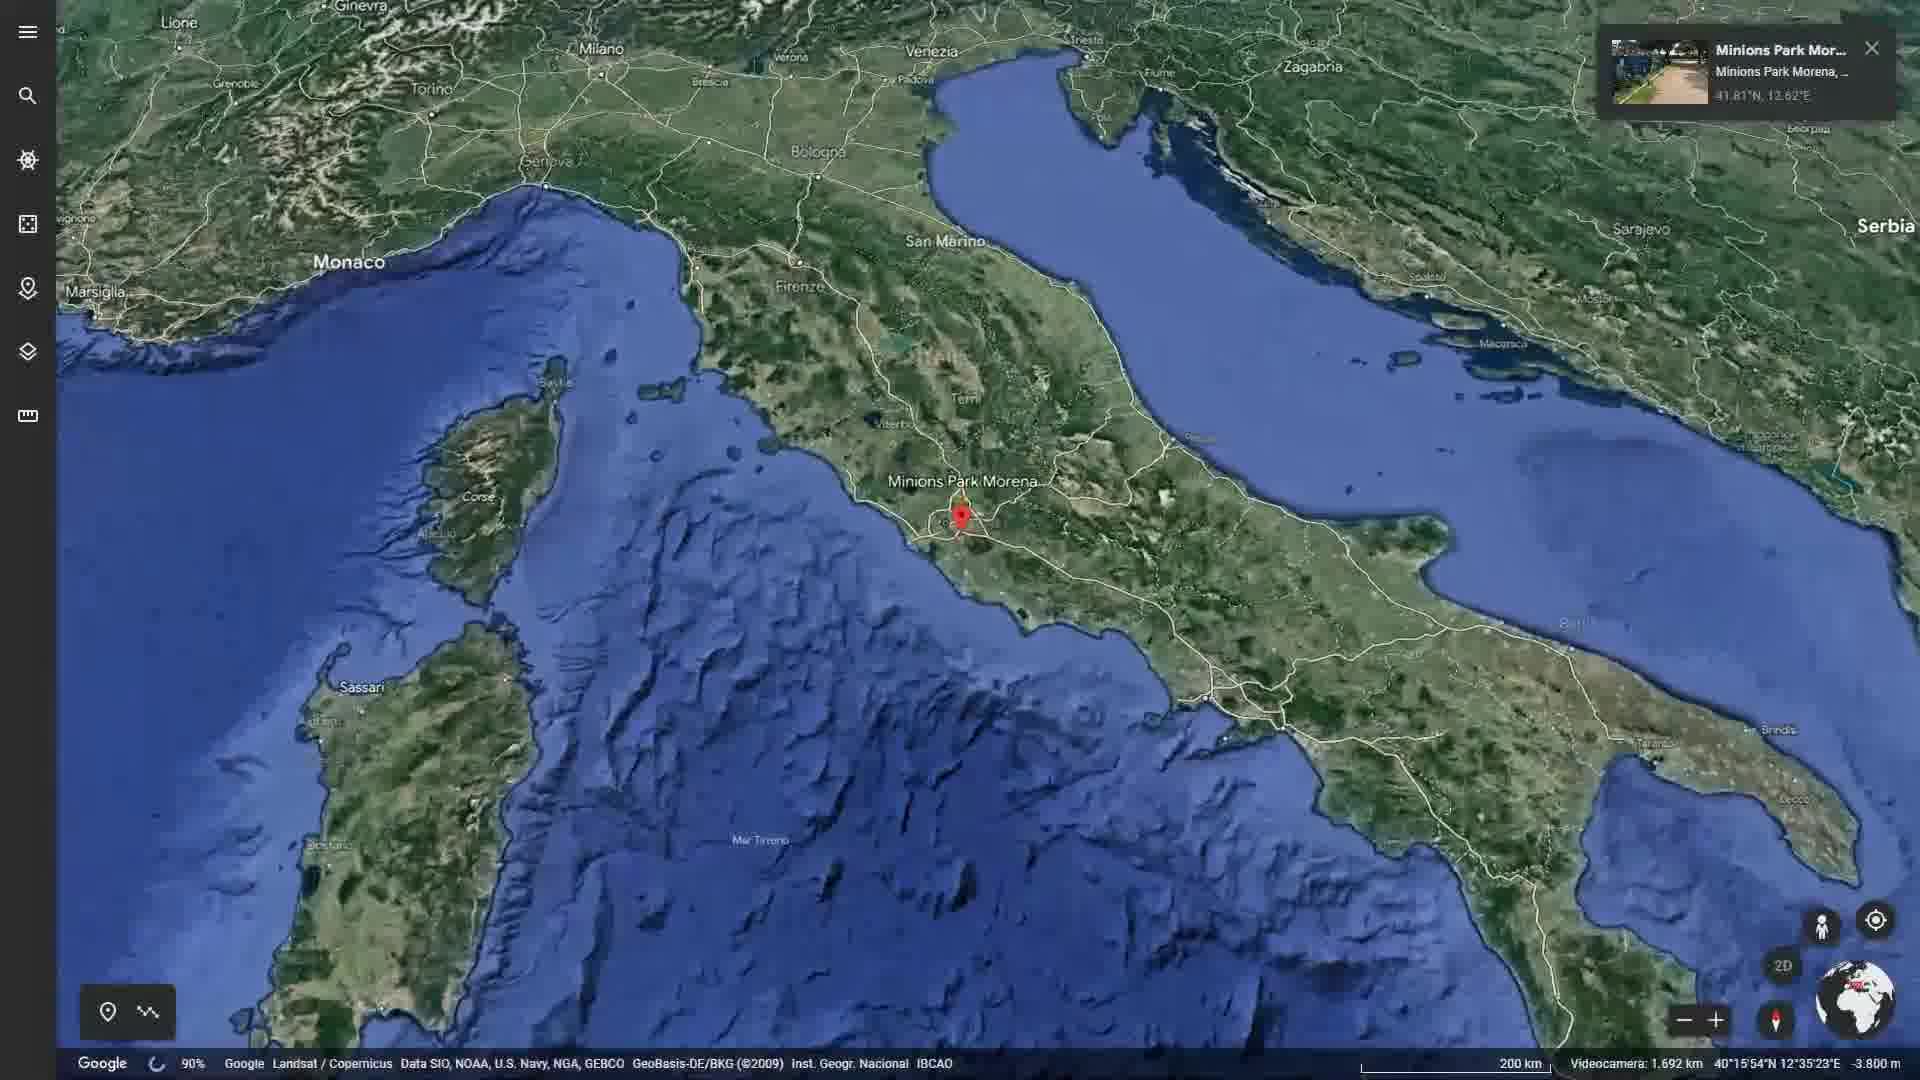 Ginevra
Lione
Milano
Venezia
Trieste
Verona
Zagabria
Minions Park Mor...
Minions Park Morena, ...
41.81°N, 12.62°E
Grenoble
Torino
Brescia
Padova
Fiume
Београд
Genova
Bologna
Monaco
San Marino
Sarajevo
Serbia
Marsiglia
Firenze
Spalato
Mostar
Macarsca
Bastia
Terni
Viterbo
Corse
Minions Park Morena
Ajaccio
Bari
Sassari
Brindisi
Taranto
Lecce
Mar Tirreno
Oristano
2D
Google
90%
Google Landsat / Copernicus Data SIO, NOAA, U.S. Navy, NGA, GEBCO GeoBasis-DE/BKG (©2009) Inst. Geogr. Nacional IBCAO
200 km
Videocamera: 1.692 km 40°15'54"N 12°35'23"E -3.800 m